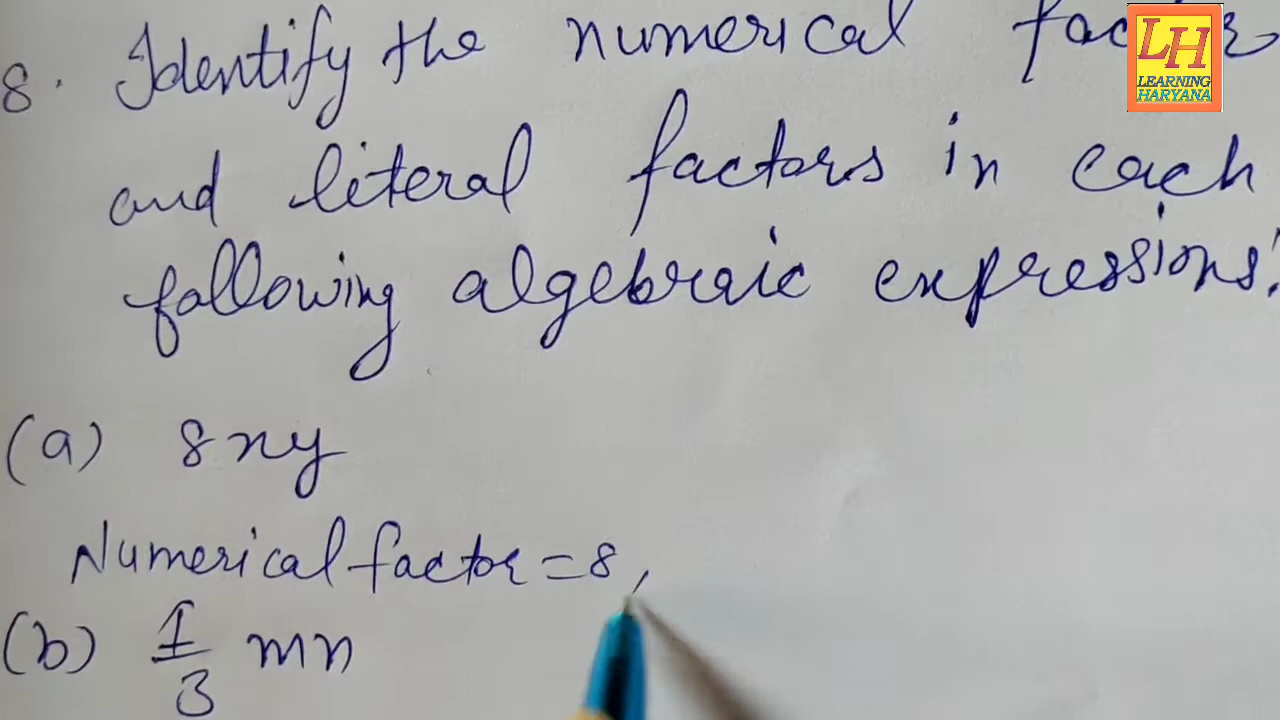 8. Identify the numerical factor
and literal factors in each
following algebraic expressions:
(a) 8xy
Numerical factor = 8,
(b) 1/3 mn
LH
LEARNING
HARYANA